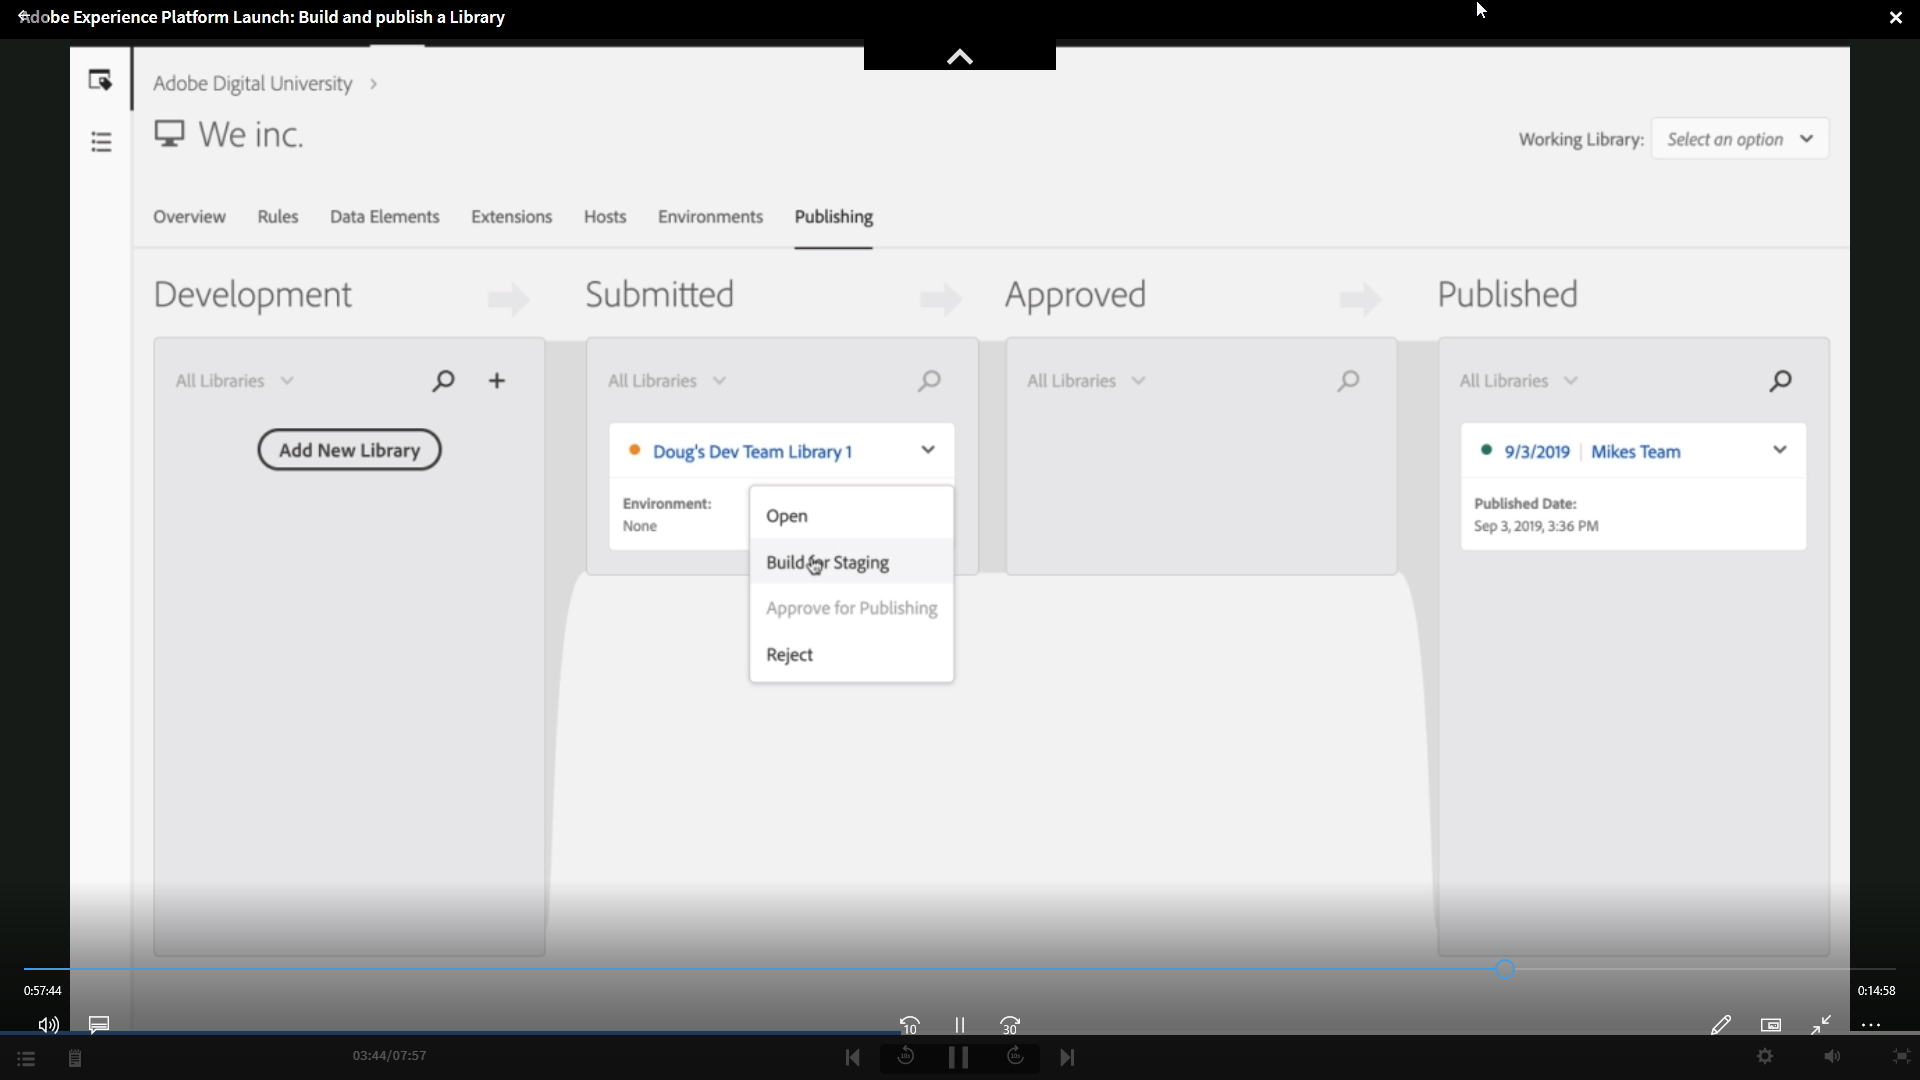 Adobe Experience Platform Launch: Build and publish a Library
Adobe Digital University
We inc.
Working Library: Select an option
Overview Rules Data Elements Extensions Hosts Environments Publishing
Development Submitted Approved Published
All Libraries All Libraries All Libraries All Libraries
Add New Library
Doug's Dev Team Library 1
9/3/2019 Mikes Team
Environment:
None
Published Date:
Sep 3, 2019, 3:36 PM
Open
Build for Staging
Approve for Publishing
Reject
0:57:44 0:14:58
10 30
03:44/07:57
10s 10s